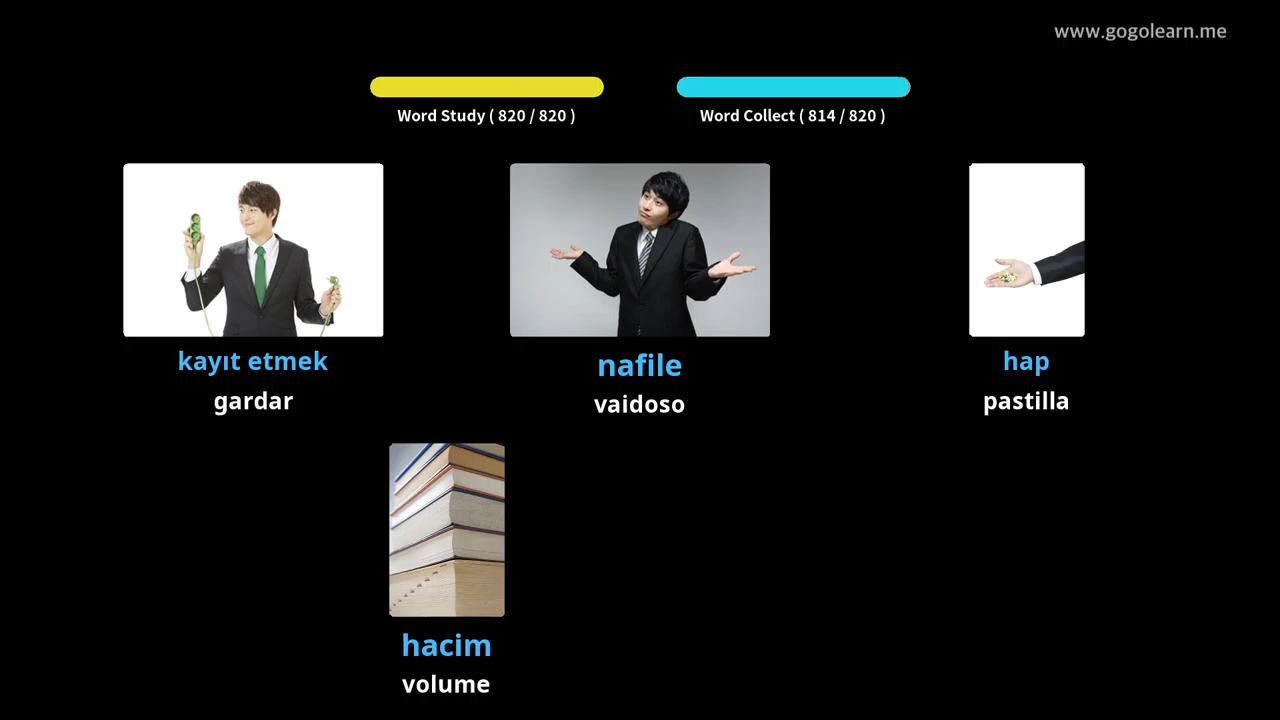 www.gogolearn.me
Word Study ( 820 / 820 )
Word Collect ( 814 / 820 )
kayıt etmek
gardar
nafile
vaidoso
hap
pastilla
hacim
volume